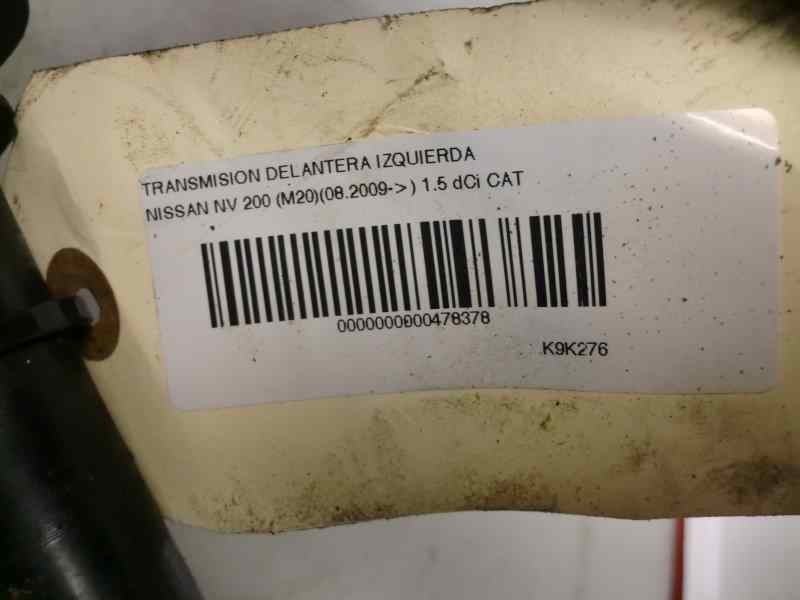 TRANSMISION DELANTERA IZQUIERDA
NISSAN NV 200 (M20)(08.2009->) 1.5 dCi CAT
0000000000478378
K9K276